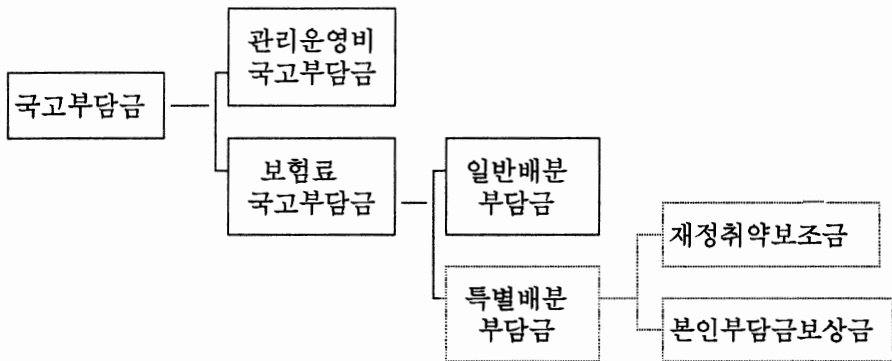 관리운영비
국고부담금
국고부담금
보험료
국고부담금
일반배분
부담금
재정취약보조금
특별배분
부담금
본인부담금보상금